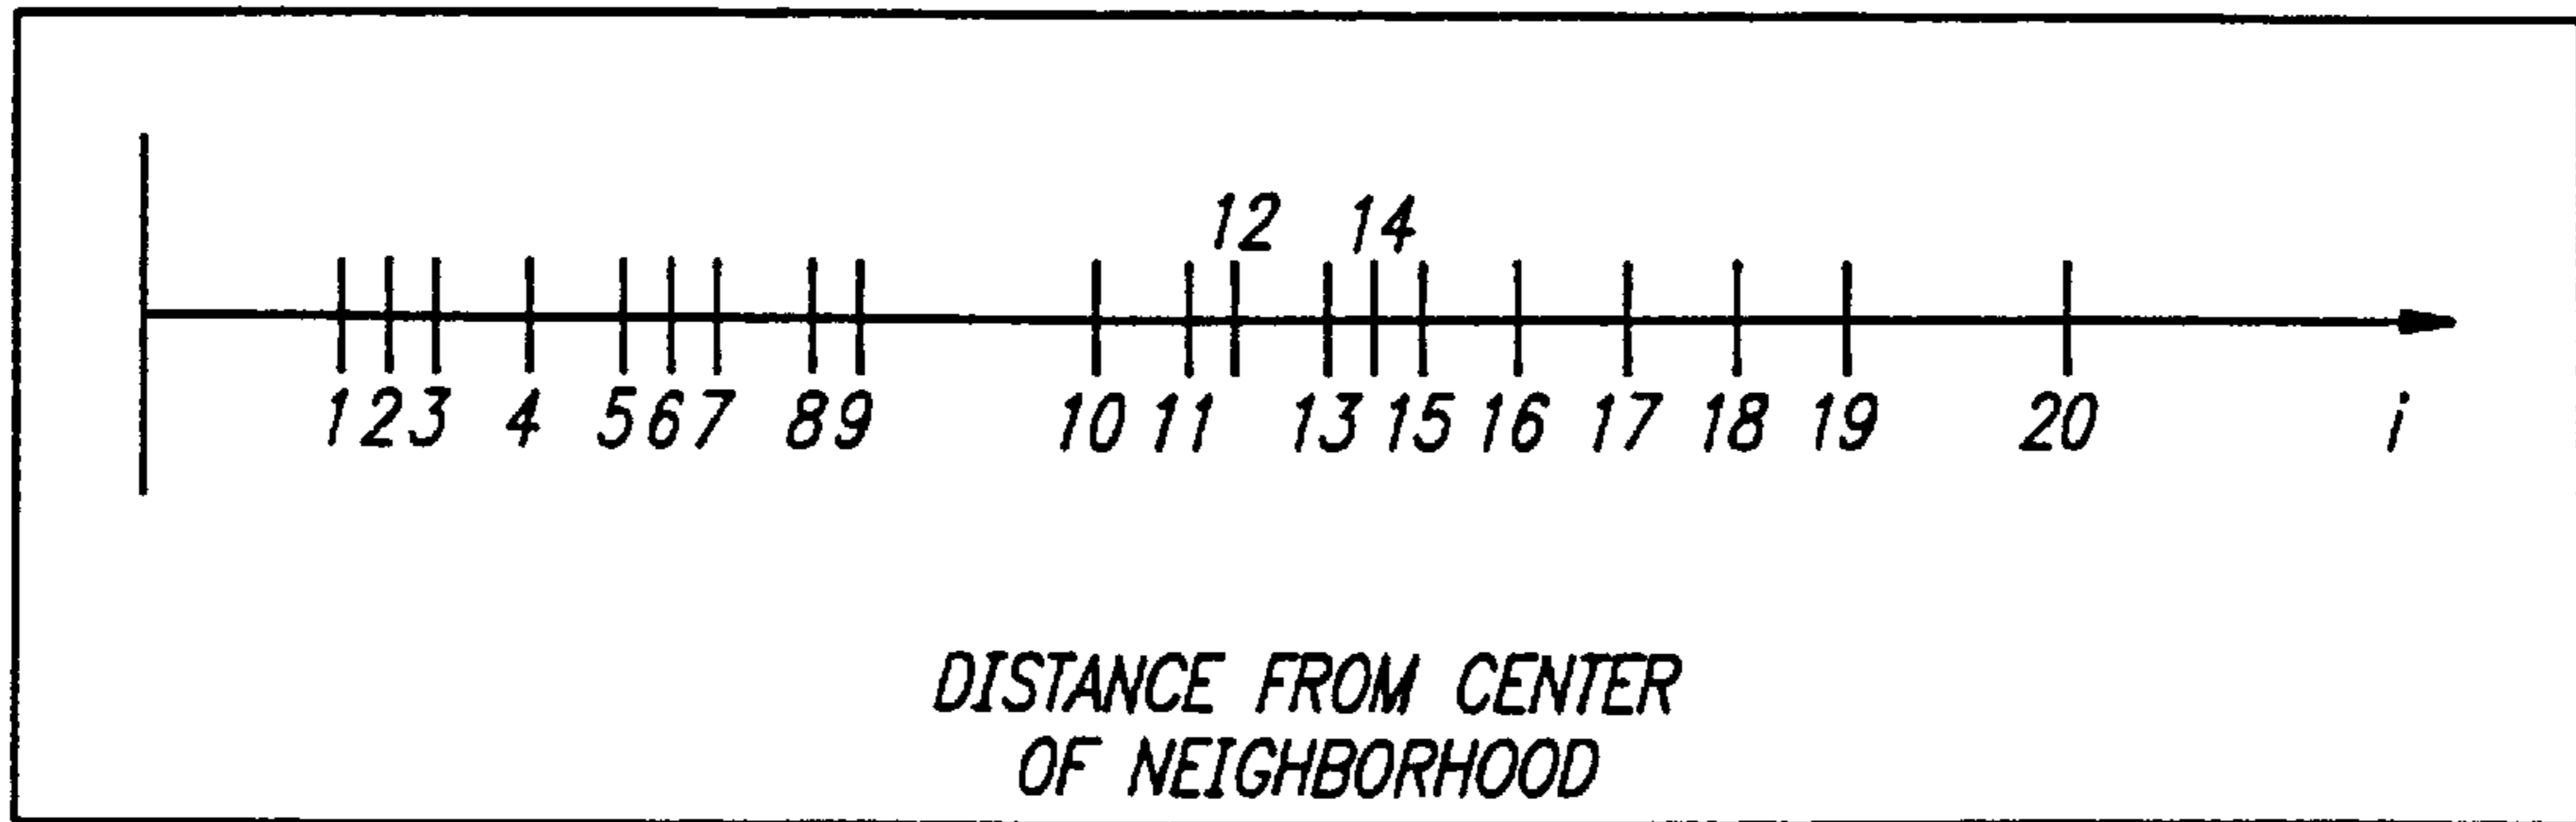 12 14
1 2 3 4 5 6 7 8 9 10 11 13 15 16 17 18 19 20 i
DISTANCE FROM CENTER
OF NEIGHBORHOOD